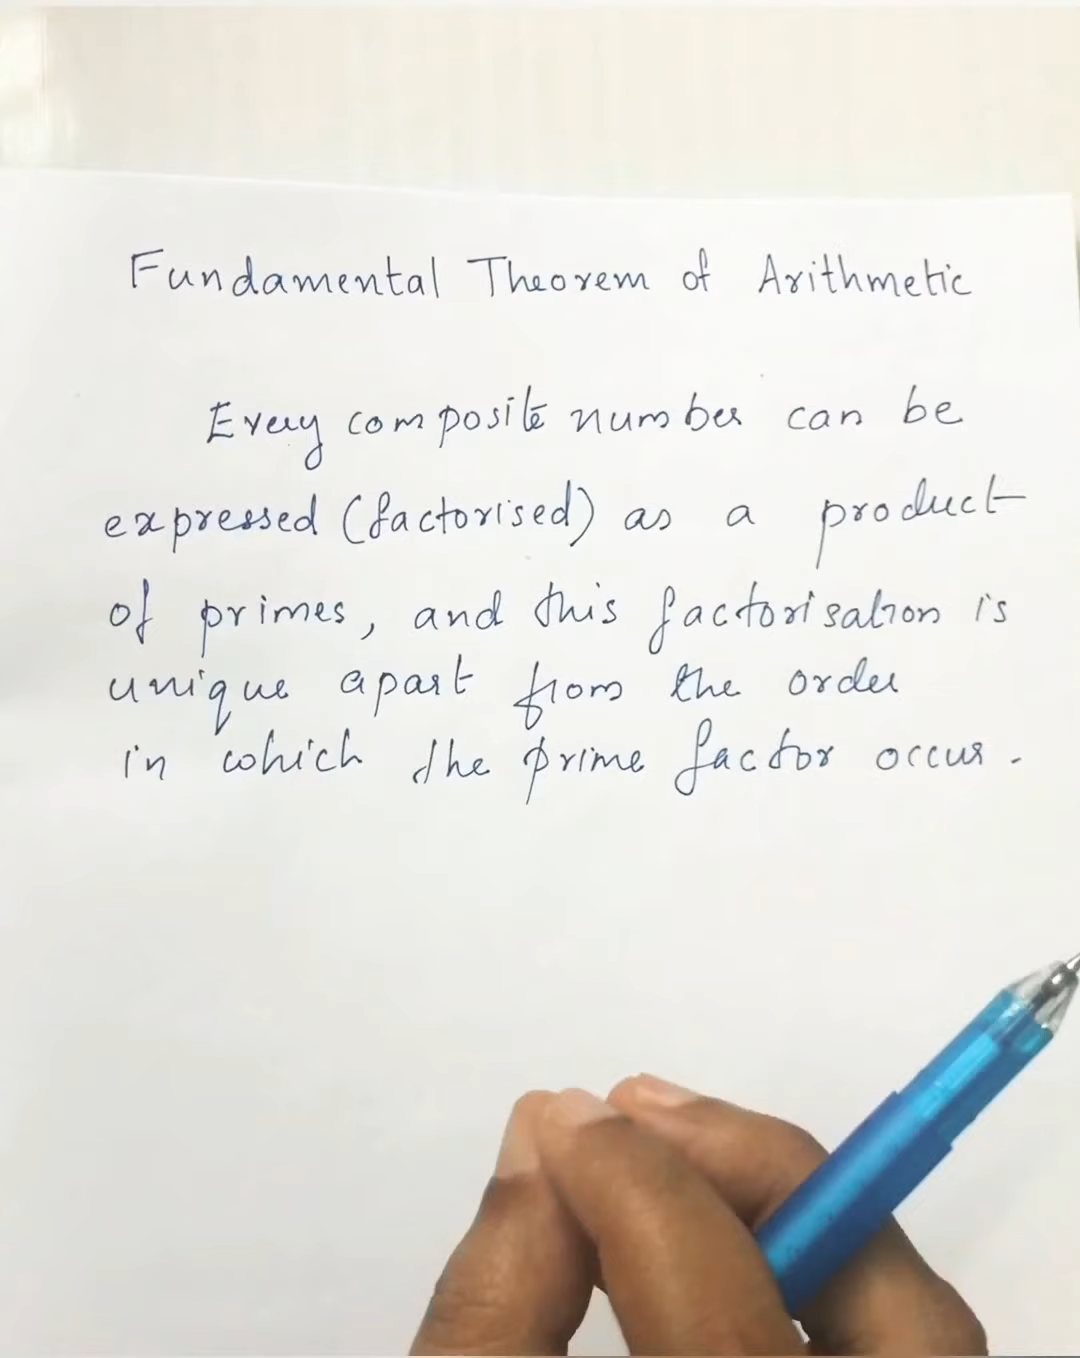 Fundamental Theorem of Arithmetic
Every composite number can be
expressed (factorised) as a product
of primes, and this factorisation is
unique apart from the order
in which the prime factor occur.